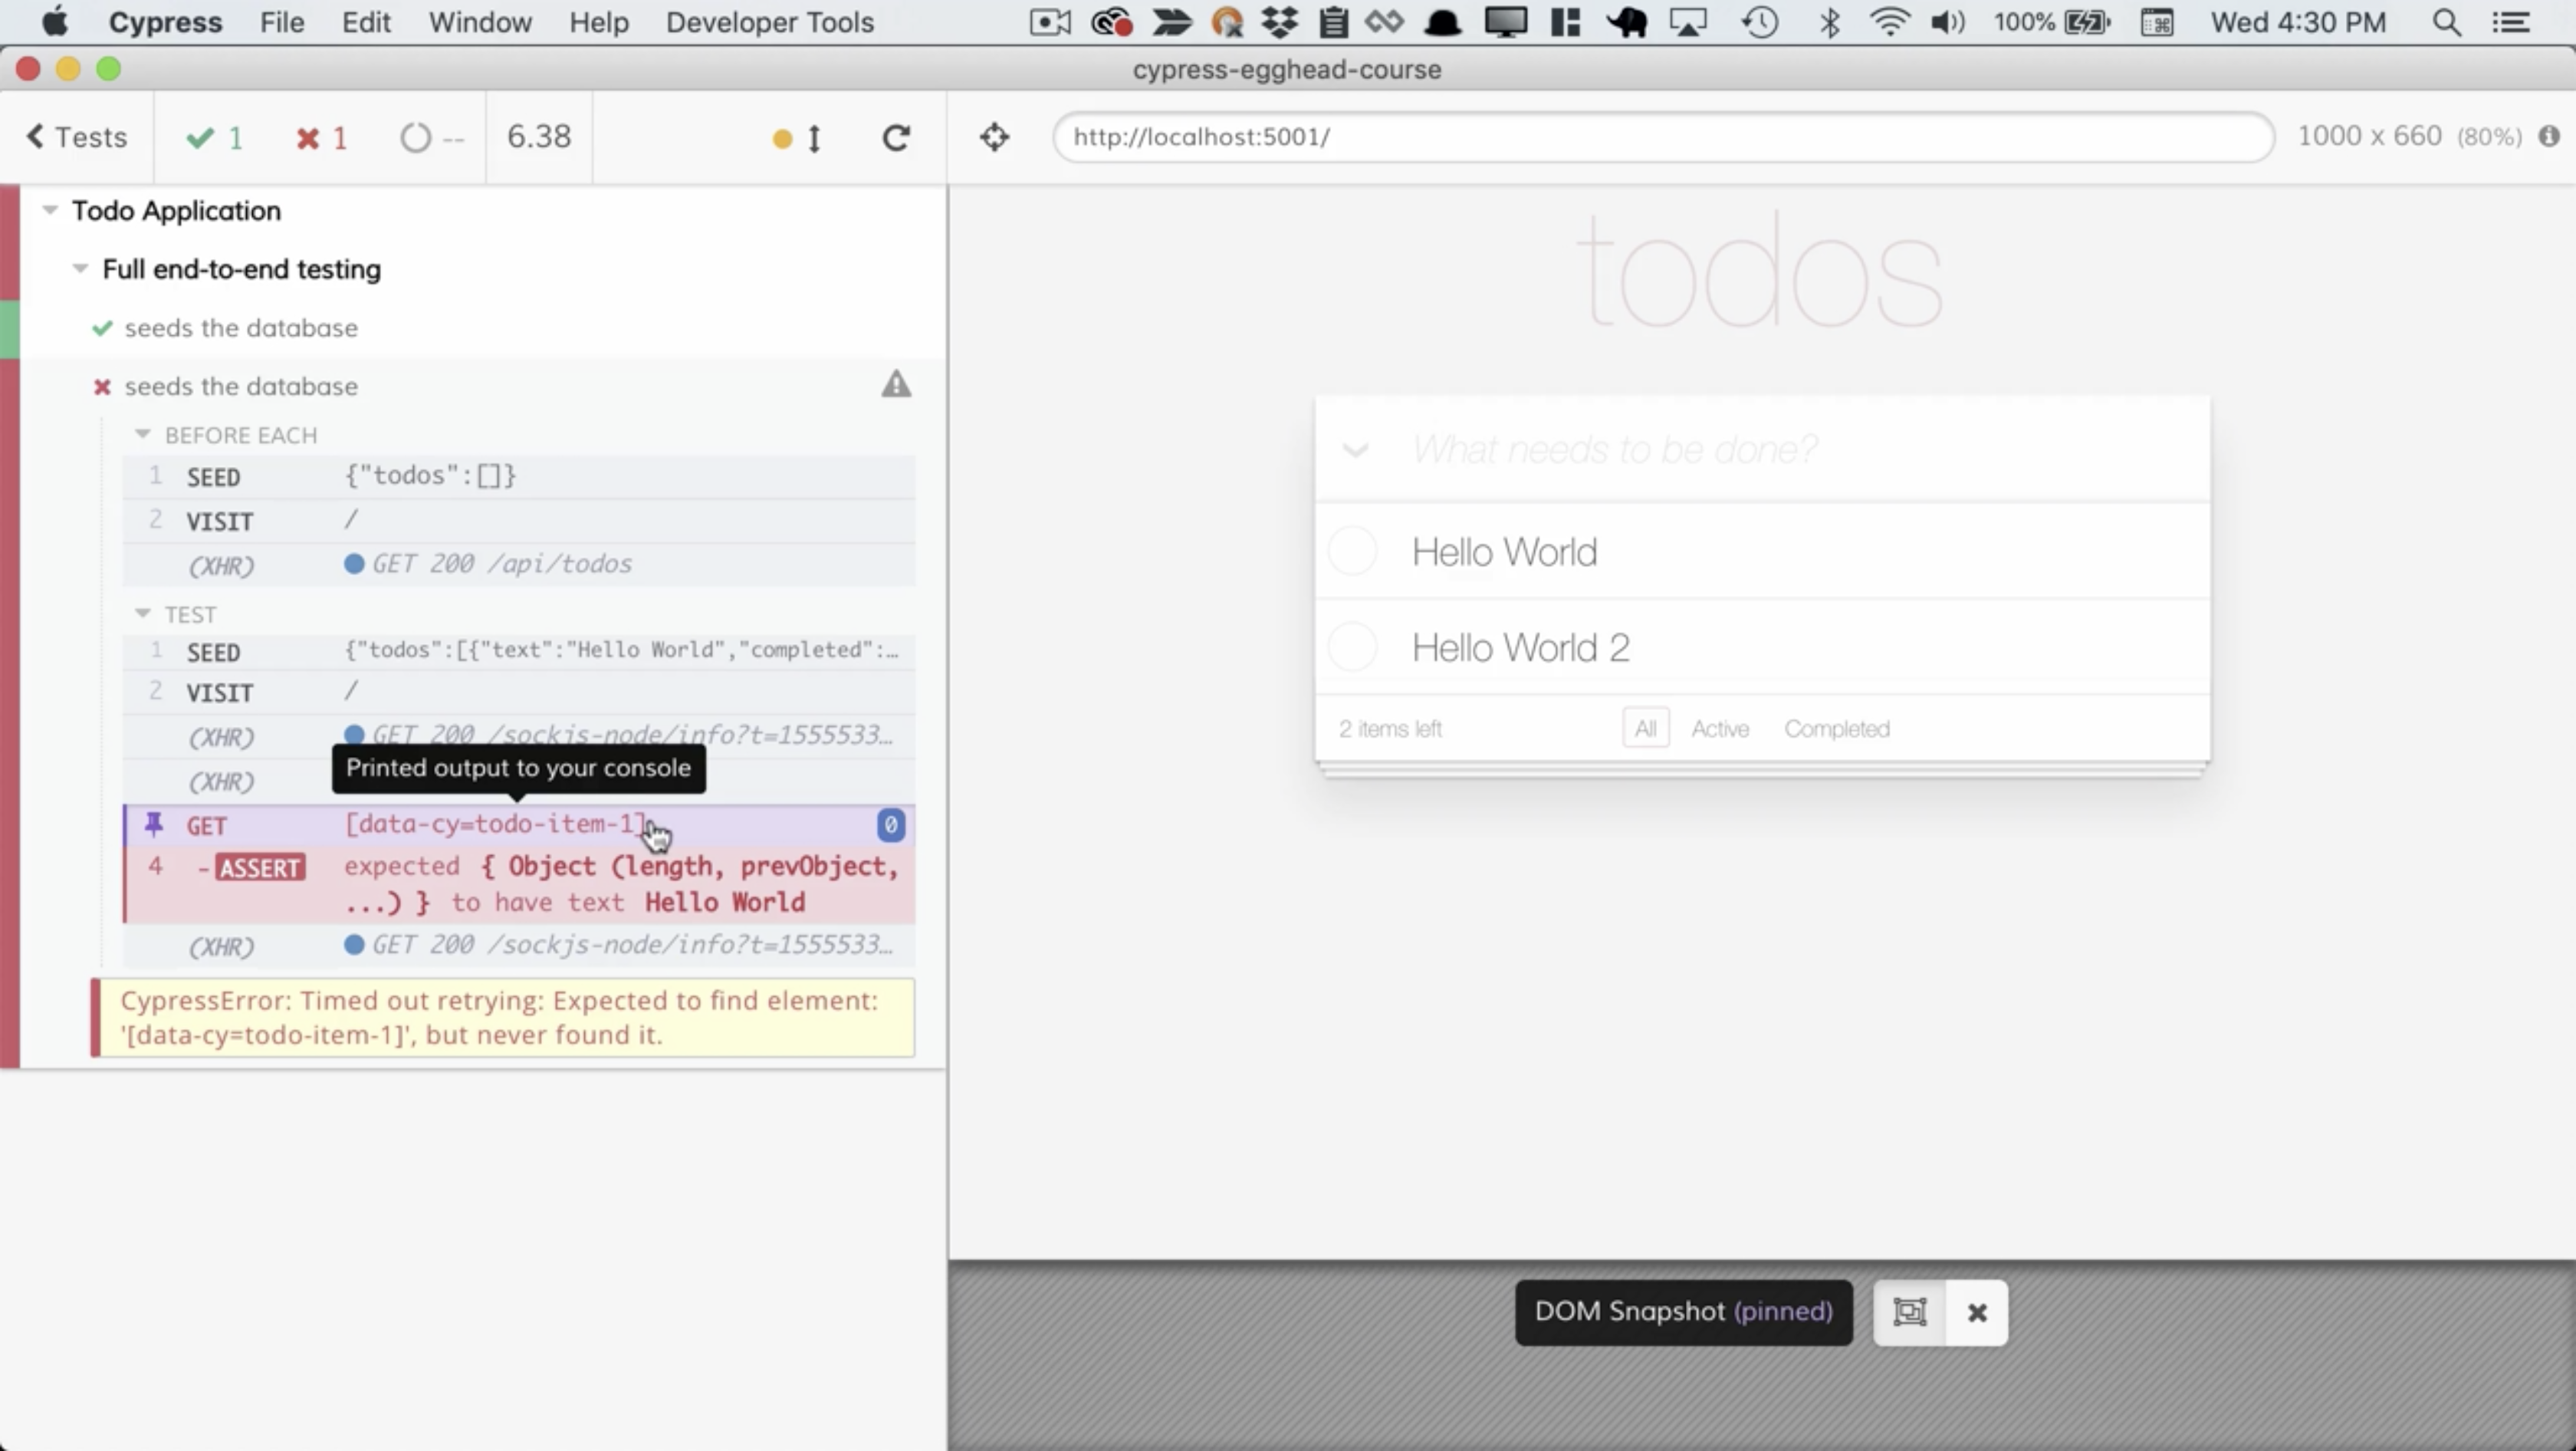 Cypress File Edit Window Help Developer Tools 100% Wed 4:30 PM
cypress-egghead-course
Tests 1 1 -- 6.38 http://localhost:5001/ 1000 x 660 (80%)
Todo Application
Full end-to-end testing
seeds the database
seeds the database
BEFORE EACH
1 SEED {"todos":[]}
2 VISIT /
(XHR) GET 200 /api/todos
TEST
1 SEED {"todos":[{"text":"Hello World","completed":…
2 VISIT /
(XHR) GET 200 /sockjs-node/info?t=1555533…
Printed output to your console
(XHR)
GET [data-cy=todo-item-1] 0
4 -ASSERT expected { Object (length, prevObject,
...) } to have text Hello World
(XHR) GET 200 /sockjs-node/info?t=1555533…
CypressError: Timed out retrying: Expected to find element:
'[data-cy=todo-item-1]', but never found it.
todos
What needs to be done?
Hello World
Hello World 2
2 items left All Active Completed
DOM Snapshot (pinned)